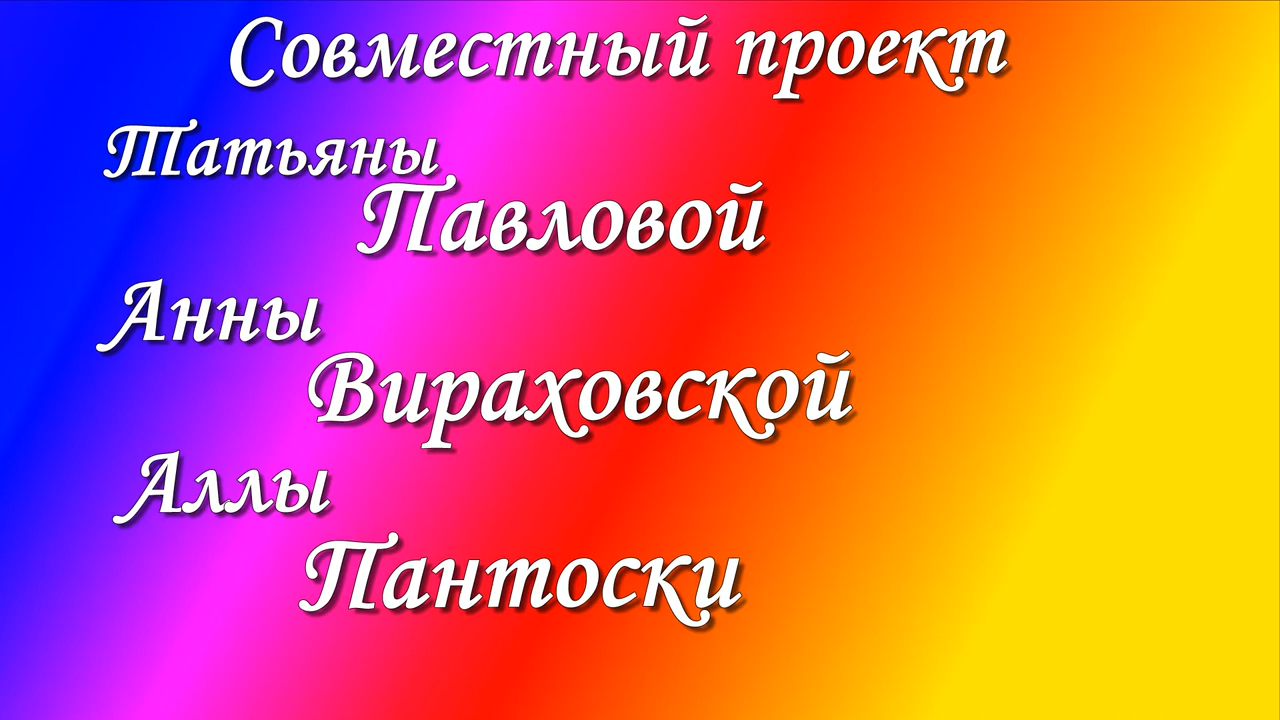 Совместный проект
Татьяны
Павловой
Анны
Вираховской
Аллы
Пантоски